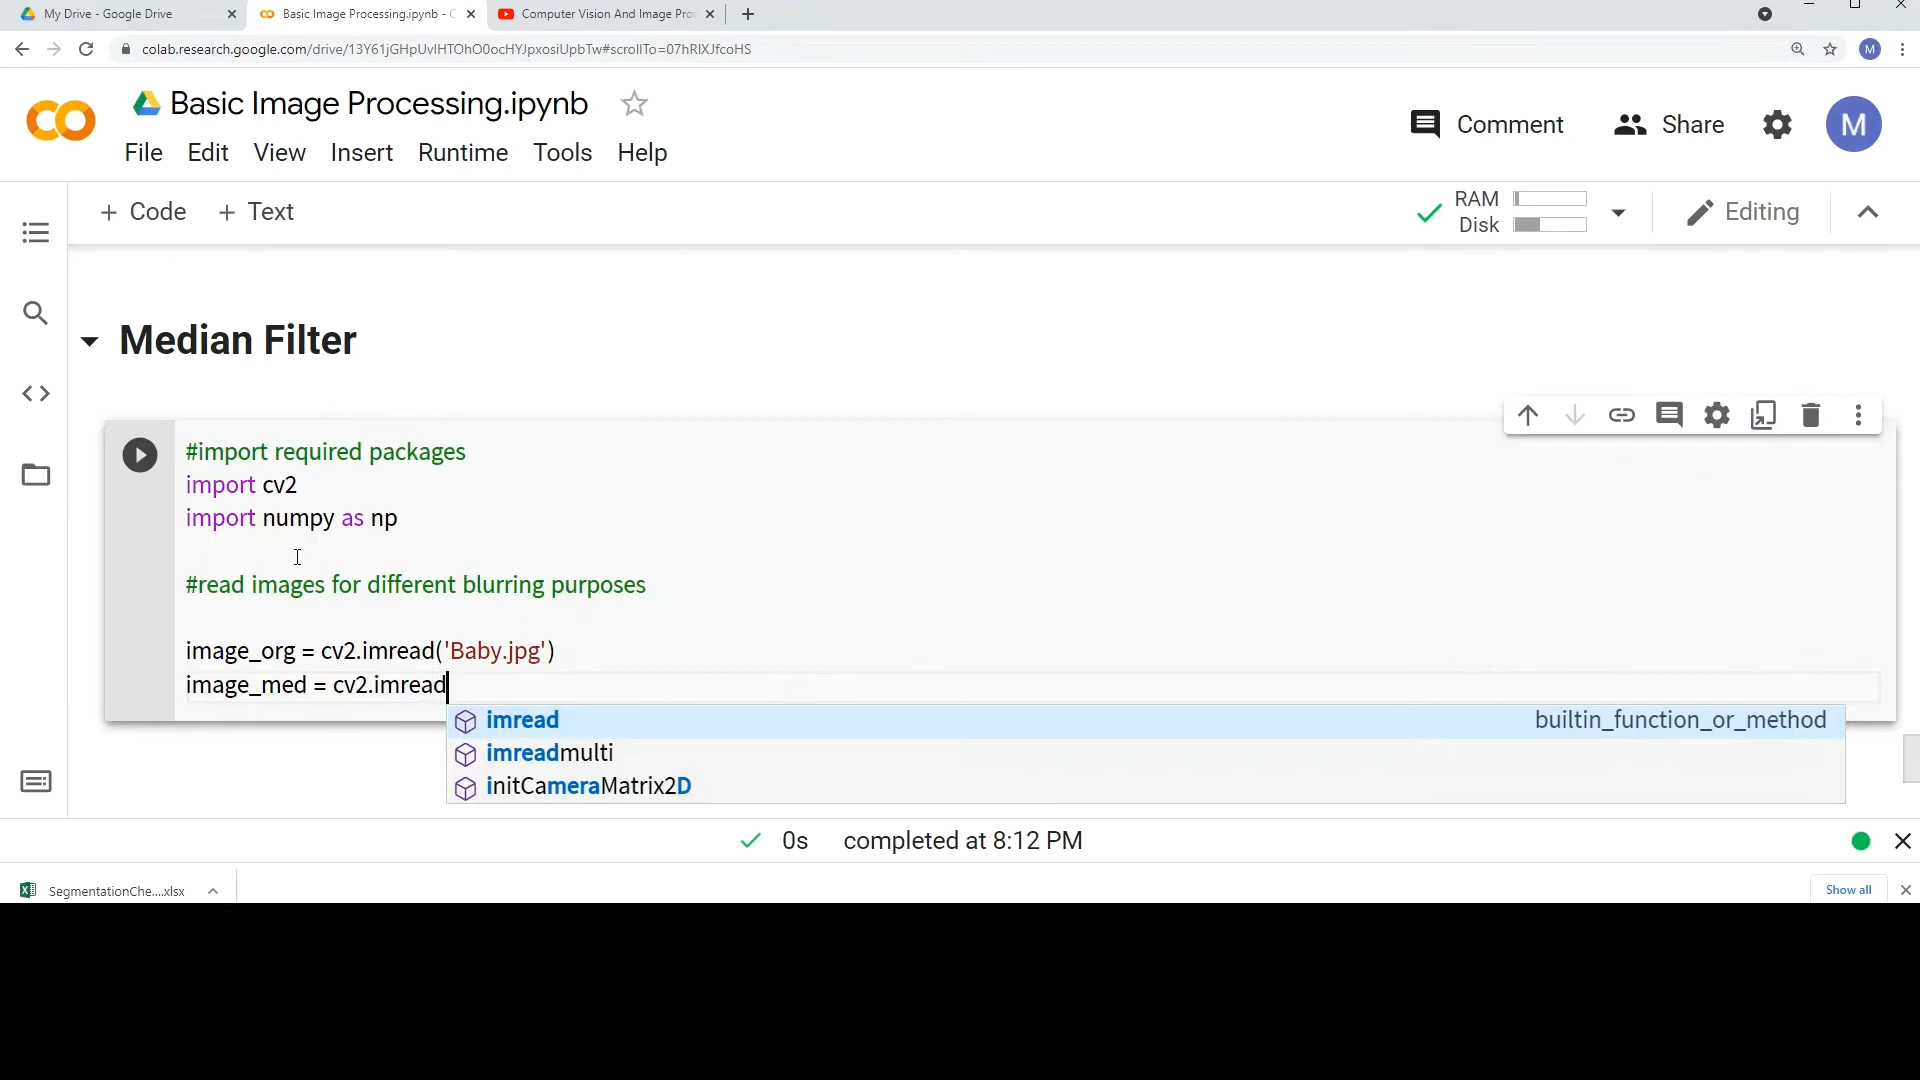 My Drive - Google Drive
Basic Image Processing.ipynb - C
Computer Vision And Image Pro
colab.research.google.com/drive/13Y61jGHpUvIHTOhO0ocHYJpxosiUpbTw#scrollTo=07hRlXJfcoHS
M
CO
Basic Image Processing.ipynb
Comment
Share
M
File Edit View Insert Runtime Tools Help
+ Code + Text
RAM
Disk
Editing
Median Filter
#import required packages
import cv2
import numpy as np
#read images for different blurring purposes
image_org = cv2.imread('Baby.jpg')
image_med = cv2.imread
imread builtin_function_or_method
imreadmulti
initCameraMatrix2D
0s completed at 8:12 PM
SegmentationChe....xlsx
Show all